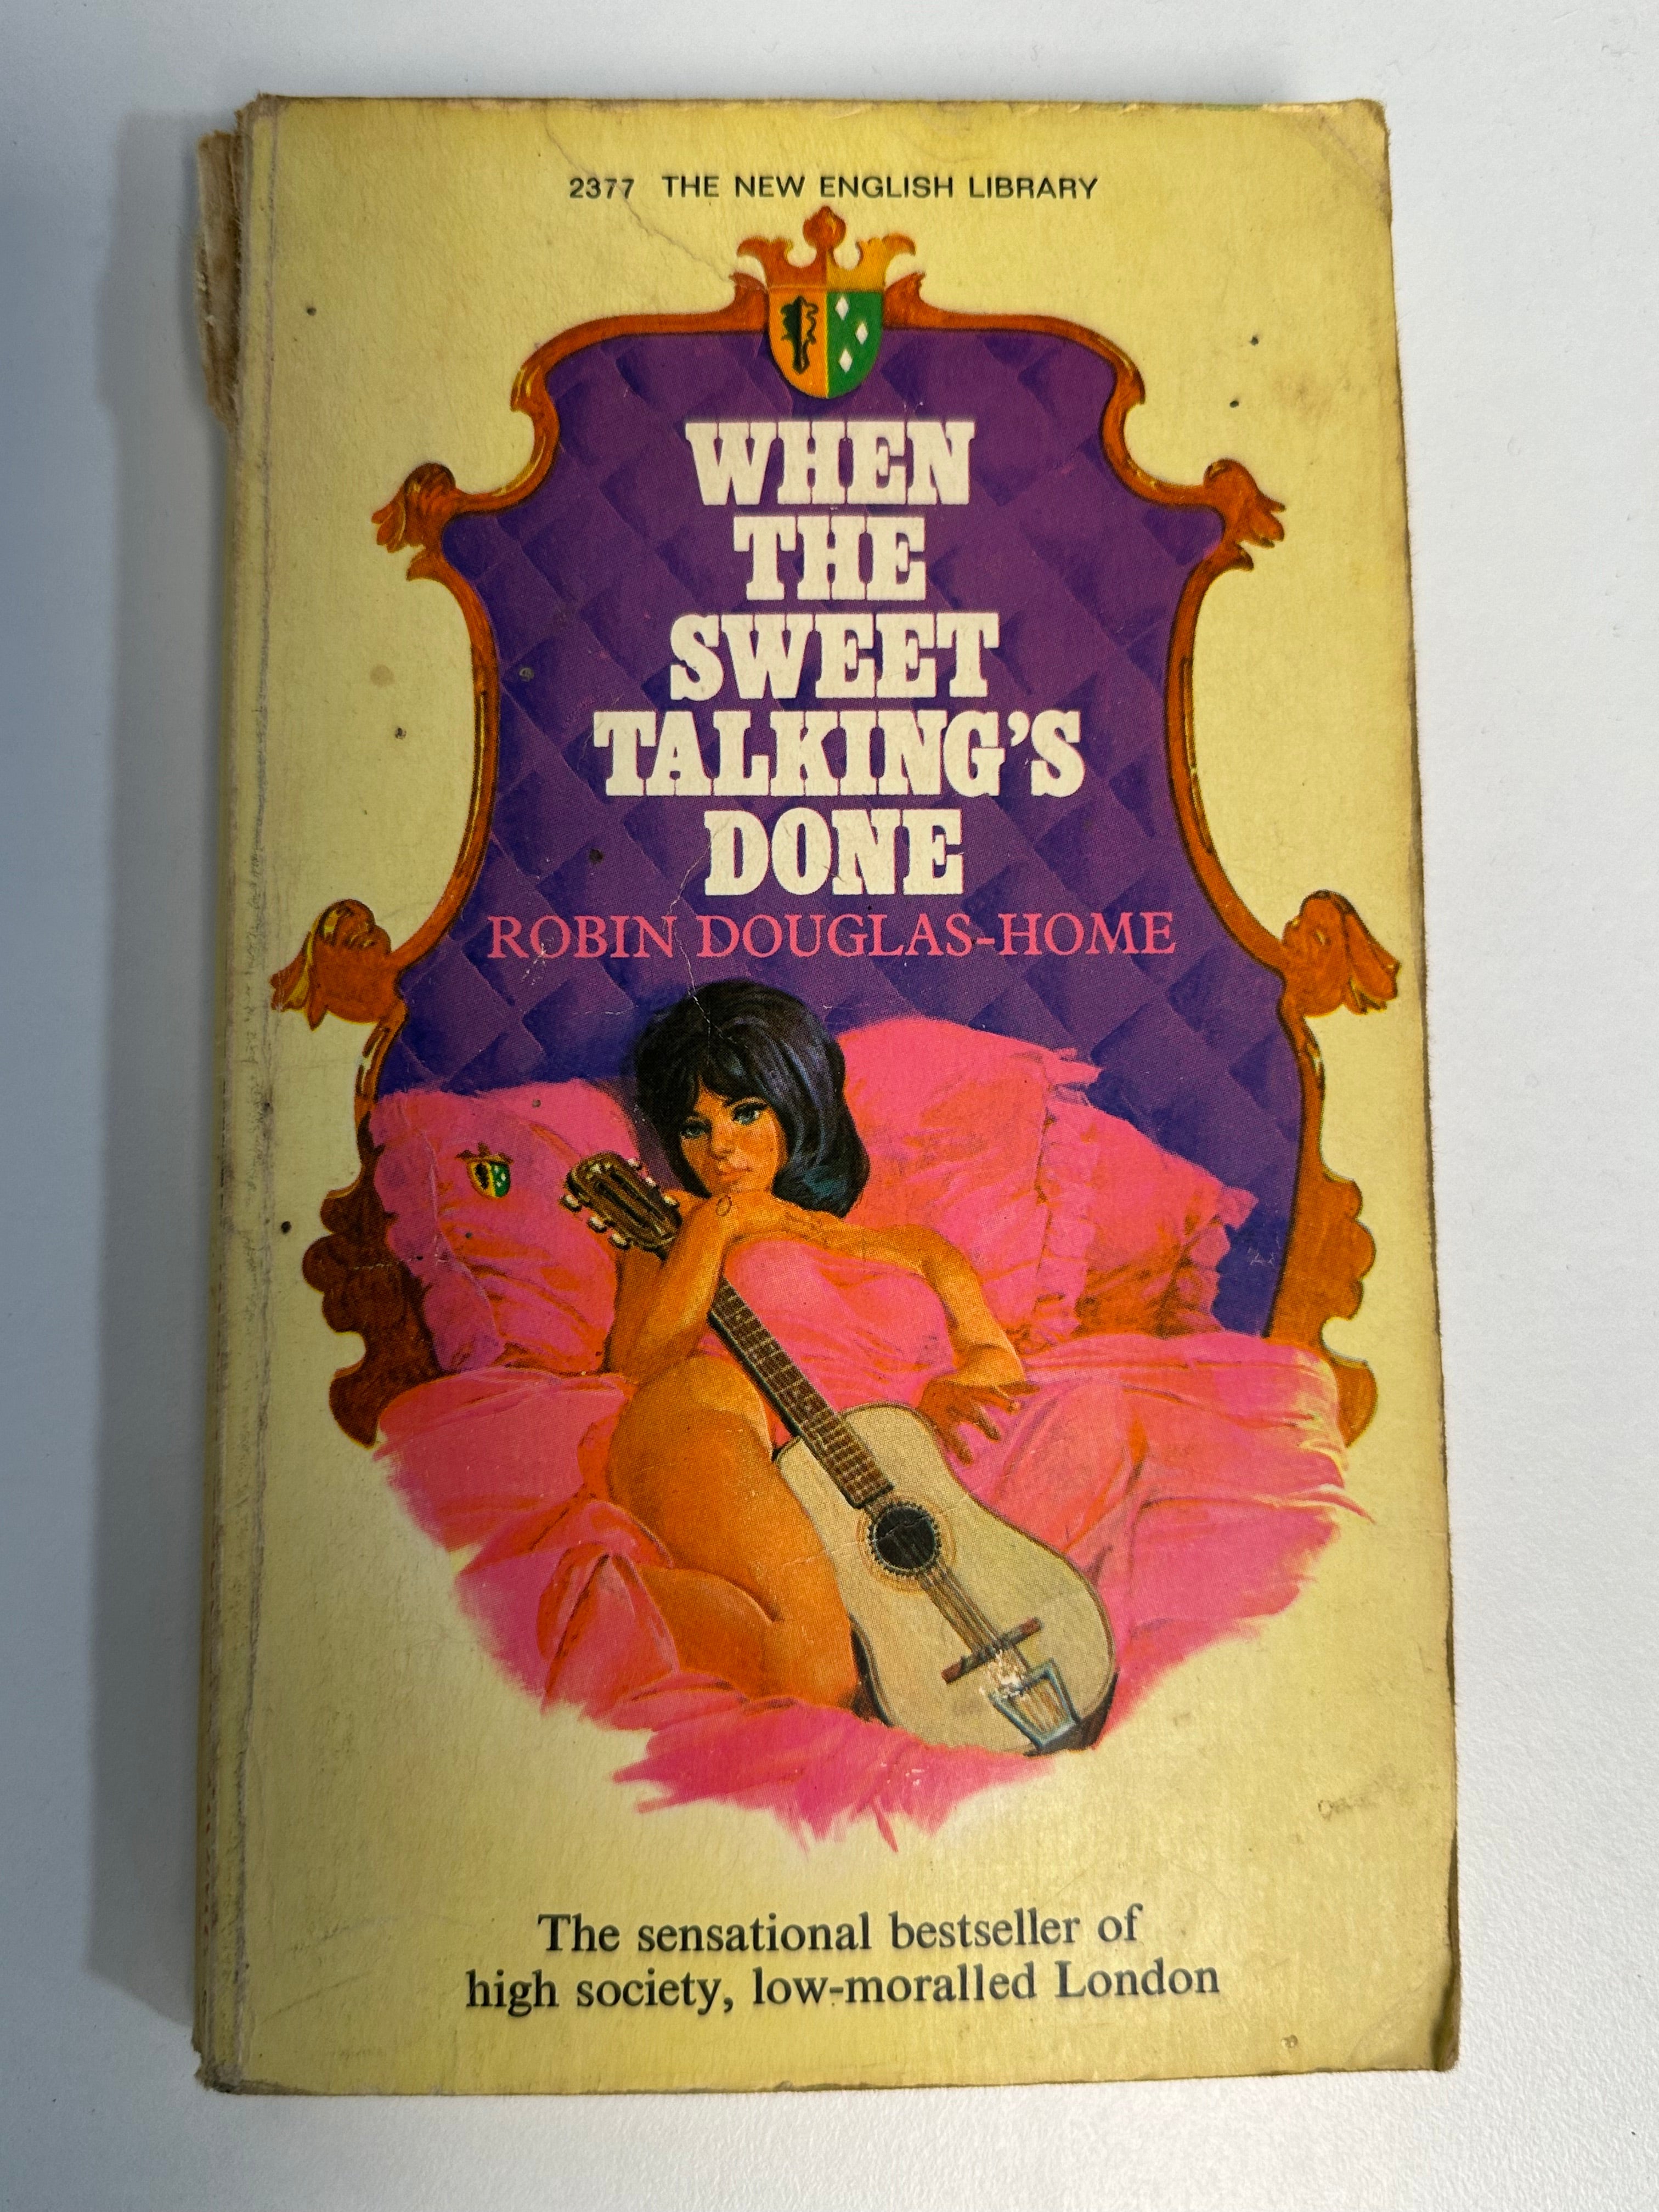 2377 THE NEW ENGLISH LIBRARY
WHEN
THE
SWEET
TALKING'S
DONE
ROBIN DOUGLAS-HOME
The sensational bestseller of
high society, low-moralled London